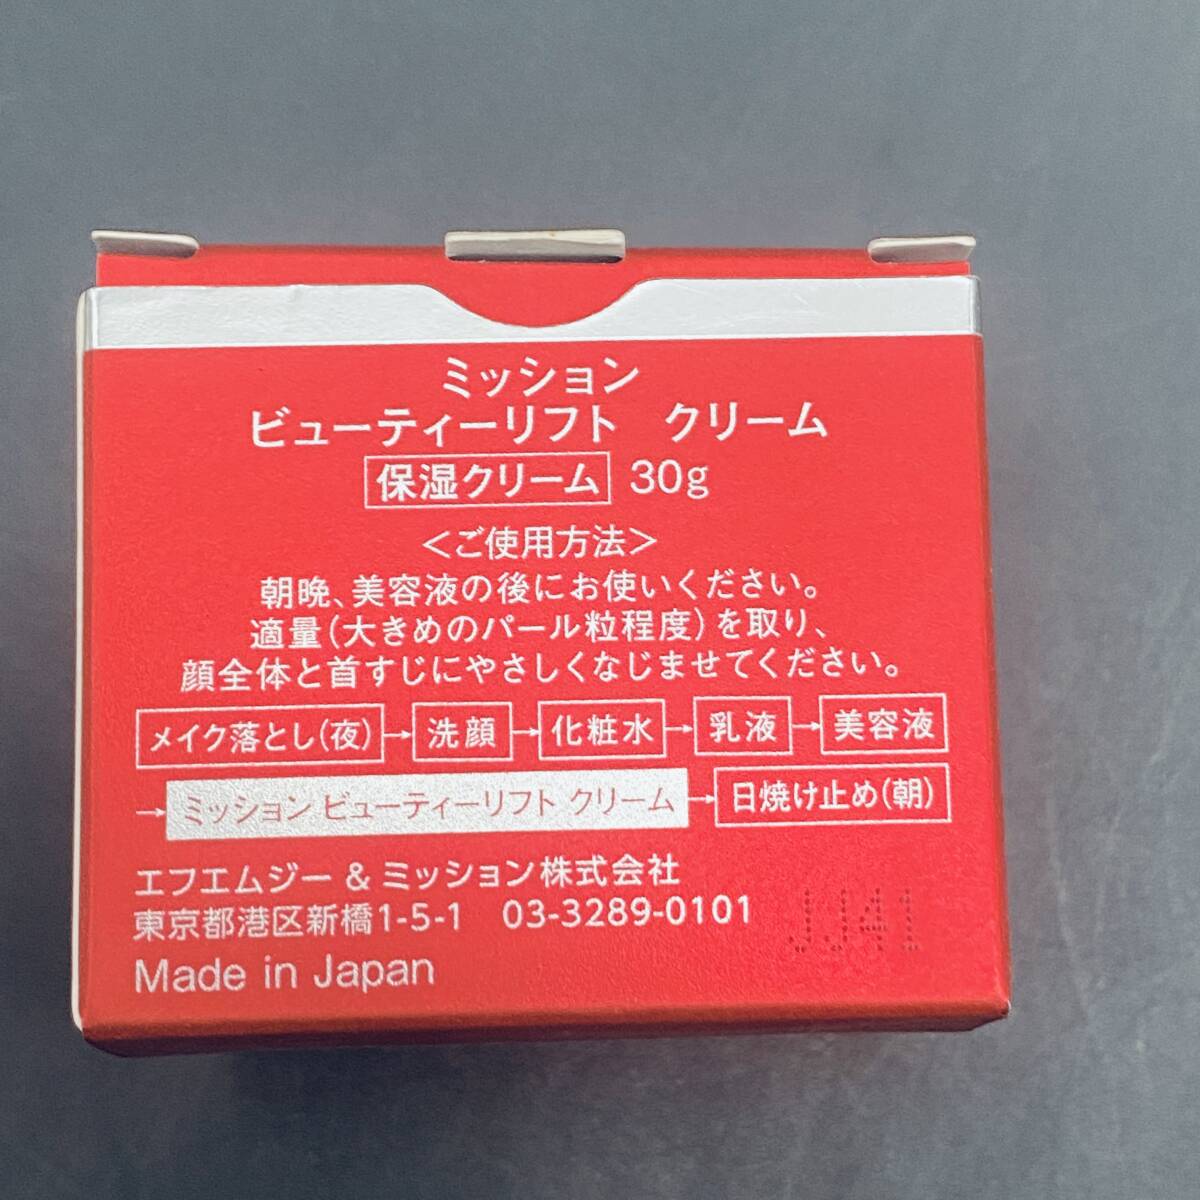 ミッション
ビューティーリフト　クリーム
保湿クリーム 30g
＜ご使用方法＞
朝晩、美容液の後にお使いください。
適量(大きめのパール粒程度)を取り、
顔全体と首すじにやさしくなじませてください。
メイク落とし(夜)→洗顔→化粧水→乳液→美容液
→ミッション ビューティーリフト クリーム→日焼け止め(朝)
エフエムジー & ミッション株式会社
東京都港区新橋1-5-1　03-3289-0101
JJ41
Made in Japan